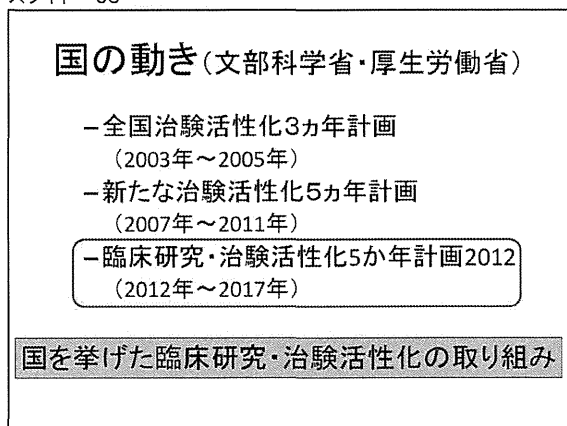 国の動き(文部科学省・厚生労働省)
–全国治験活性化3ヵ年計画
(2003年～2005年)
–新たな治験活性化5ヵ年計画
(2007年～2011年)
–臨床研究・治験活性化5か年計画2012
(2012年～2017年)
国を挙げた臨床研究・治験活性化の取り組み